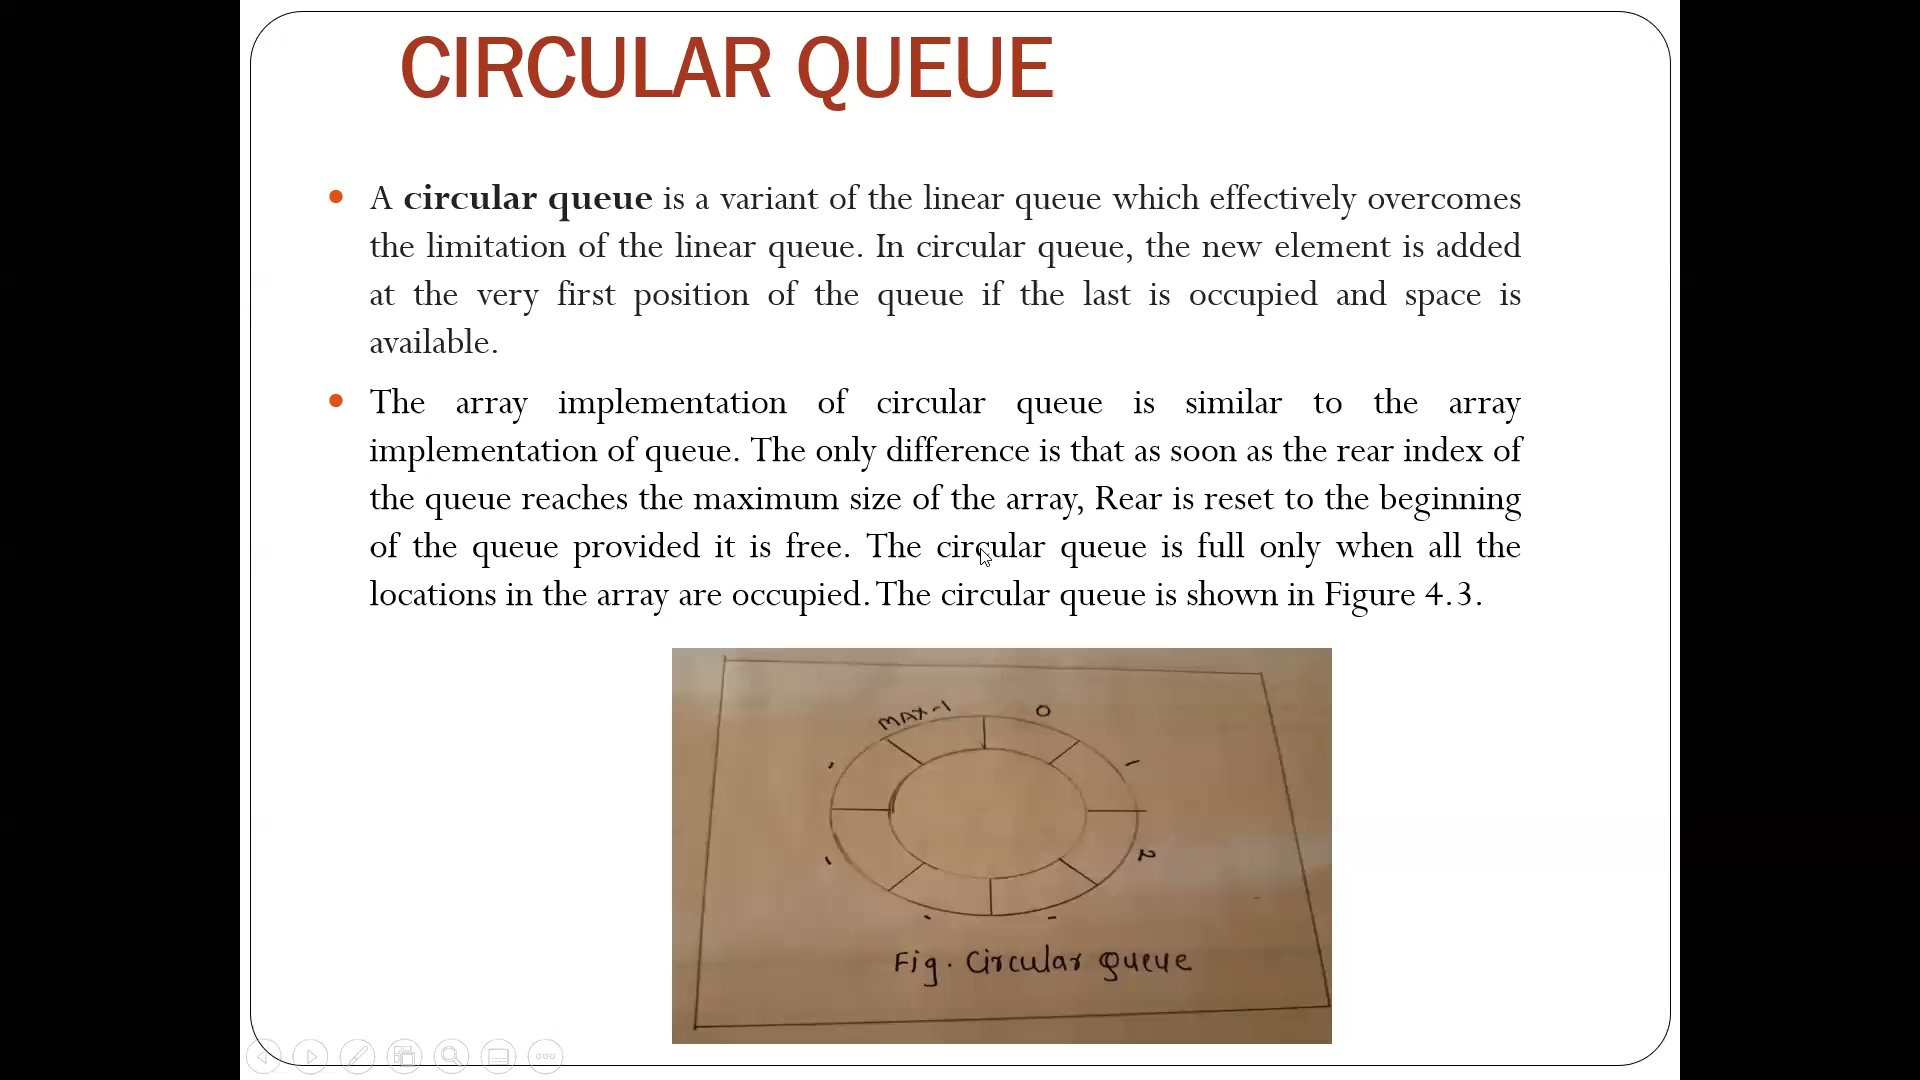 CIRCULAR QUEUE
A circular queue is a variant of the linear queue which effectively overcomes
the limitation of the linear queue. In circular queue, the new element is added
at the very first position of the queue if the last is occupied and space is
available.
The array implementation of circular queue is similar to the array
implementation of queue. The only difference is that as soon as the rear index of
the queue reaches the maximum size of the array, Rear is reset to the beginning
of the queue provided it is free. The circular queue is full only when all the
locations in the array are occupied. The circular queue is shown in Figure 4.3.
MAX-1
0
1
2
Fig. Circular Queue